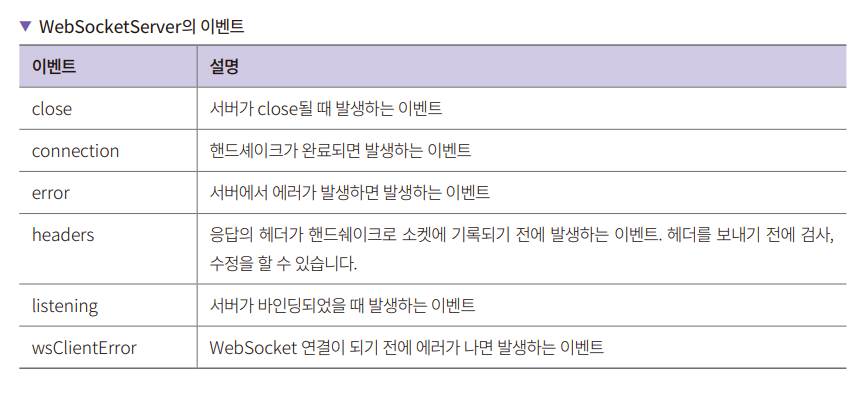 ▼ WebSocketServer의 이벤트
이벤트 설명
close 서버가 close될 때 발생하는 이벤트
connection 핸드셰이크가 완료되면 발생하는 이벤트
error 서버에서 에러가 발생하면 발생하는 이벤트
headers 응답의 헤더가 핸드쉐이크로 소켓에 기록되기 전에 발생하는 이벤트. 헤더를 보내기 전에 검사,
수정을 할 수 있습니다.
listening 서버가 바인딩되었을 때 발생하는 이벤트
wsClientError WebSocket 연결이 되기 전에 에러가 나면 발생하는 이벤트